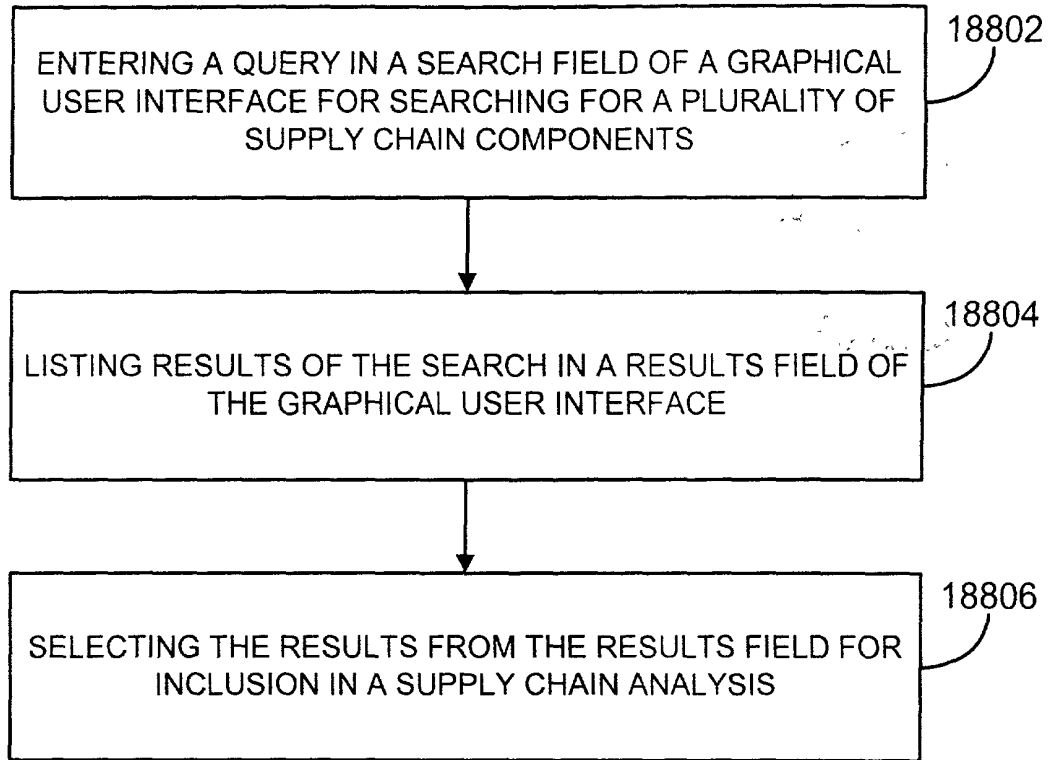 18802
ENTERING A QUERY IN A SEARCH FIELD OF A GRAPHICAL
USER INTERFACE FOR SEARCHING FOR A PLURALITY OF
SUPPLY CHAIN COMPONENTS
18804
LISTING RESULTS OF THE SEARCH IN A RESULTS FIELD OF
THE GRAPHICAL USER INTERFACE
18806
SELECTING THE RESULTS FROM THE RESULTS FIELD FOR
INCLUSION IN A SUPPLY CHAIN ANALYSIS